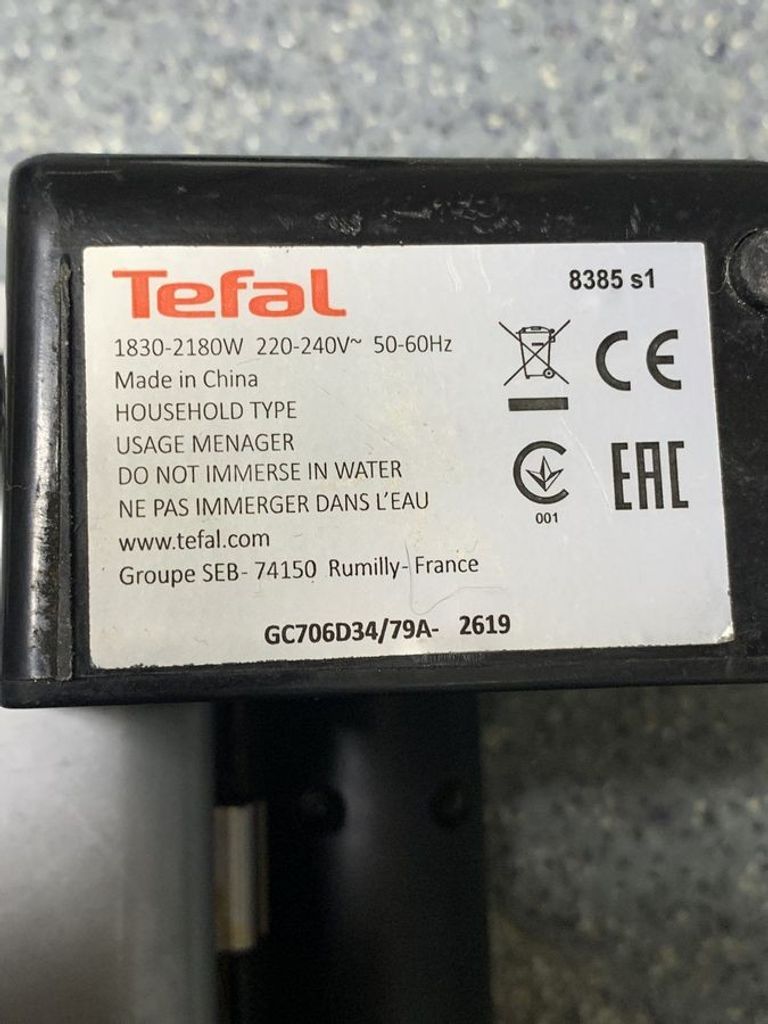 Tefal
8385 s1
1830-2180W 220-240V~ 50-60Hz
Made in China
HOUSEHOLD TYPE
USAGE MENAGER
DO NOT IMMERSE IN WATER
NE PAS IMMERGER DANS L'EAU
www.tefal.com
Groupe SEB- 74150 Rumilly- France
CE
001
EAC
GC706D34/79A- 2619